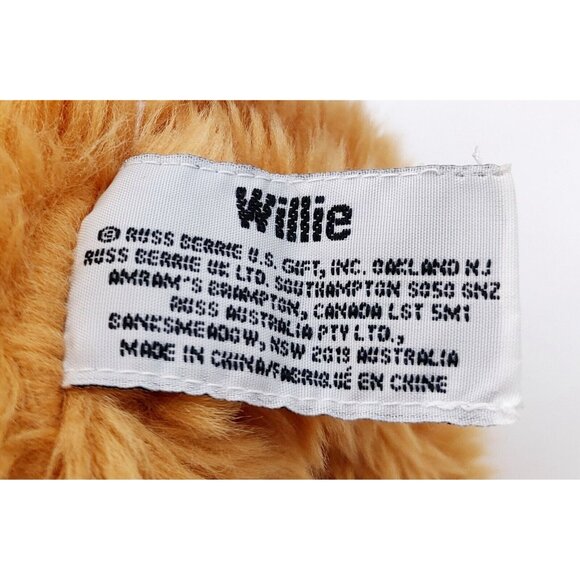 Willie
© RUSS BERRIE U.S. GIFT, INC. OAKLAND NJ
RUSS BERRIE UK LTD. SOUTHAMPTON SO50 6NZ
AMRAM'S BRAMPTON, CANADA L6T 5M1
RUSS AUSTRALIA PTY LTD.,
BANKSMEADOW, NSW 2019 AUSTRALIA
MADE IN CHINA/FABRIQUÉ EN CHINE